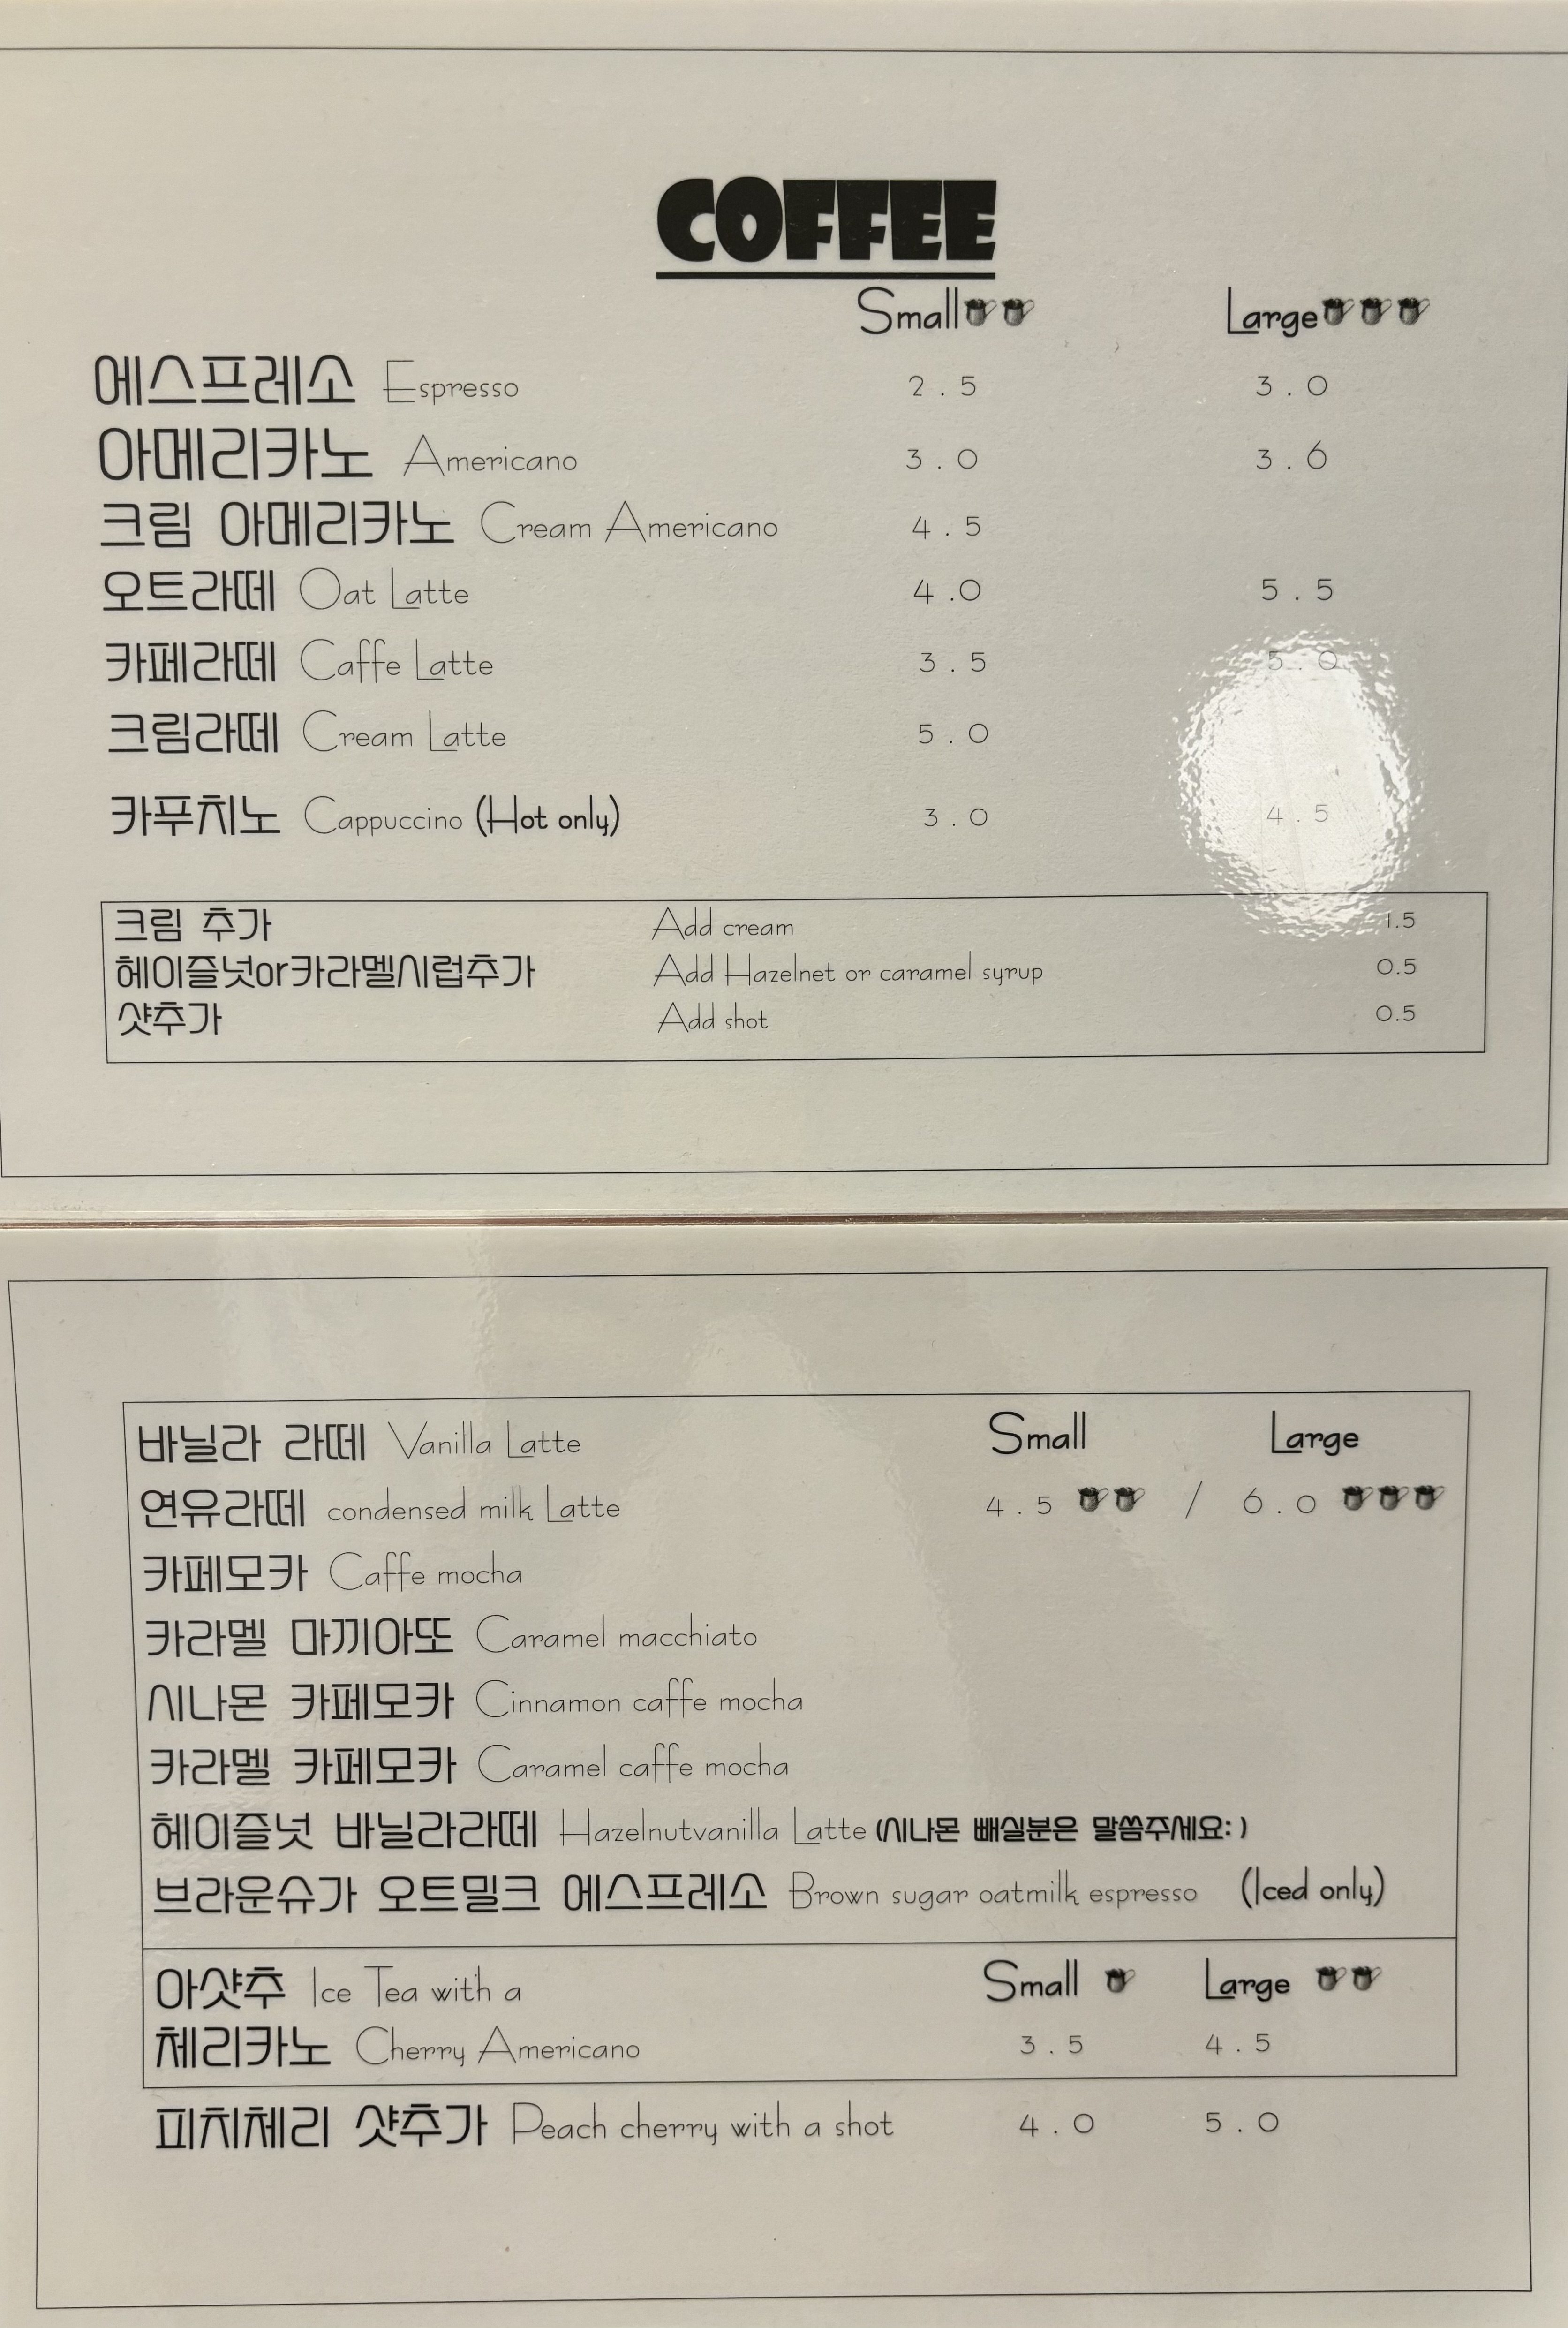 COFFEE
Small Large
에스프레소 Espresso 2.5 3.0
아메리카노 Americano 3.0 3.6
크림 아메리카노 Cream Americano 4.5
오트라떼 Oat Latte 4.0 5.5
카페라떼 Caffe Latte 3.5 5.0
크림라떼 Cream Latte 5.0
카푸치노 Cappuccino (Hot only) 3.0 4.5
크림 추가 Add cream 1.5
헤이즐넛or카라멜시럽추가 Add Hazelnet or caramel syrup 0.5
샷추가 Add shot 0.5
바닐라 라떼 Vanilla Latte Small Large
연유라떼 condensed milk Latte 4.5 / 6.0
카페모카 Caffe mocha
카라멜 마끼아또 Caramel macchiato
시나몬 카페모카 Cinnamon caffe mocha
카라멜 카페모카 Caramel caffe mocha
헤이즐넛 바닐라라떼 Hazelnutvanilla Latte (시나몬 빼실분은 말씀주세요:)
브라운슈가 오트밀크 에스프레소 Brown sugar oatmilk espresso (Iced only)
아샷추 Ice Tea with a Small Large
체리카노 Cherry Americano 3.5 4.5
피치체리 샷추가 Peach cherry with a shot 4.0 5.0